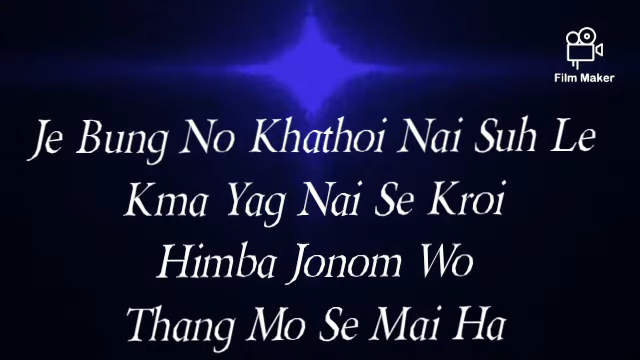 Film Maker
Je Bung No Khathoi Nai Suh Le
Kma Yag Nai Se Kroi
Himba Jonom Wo
Thang Mo Se Mai Ha